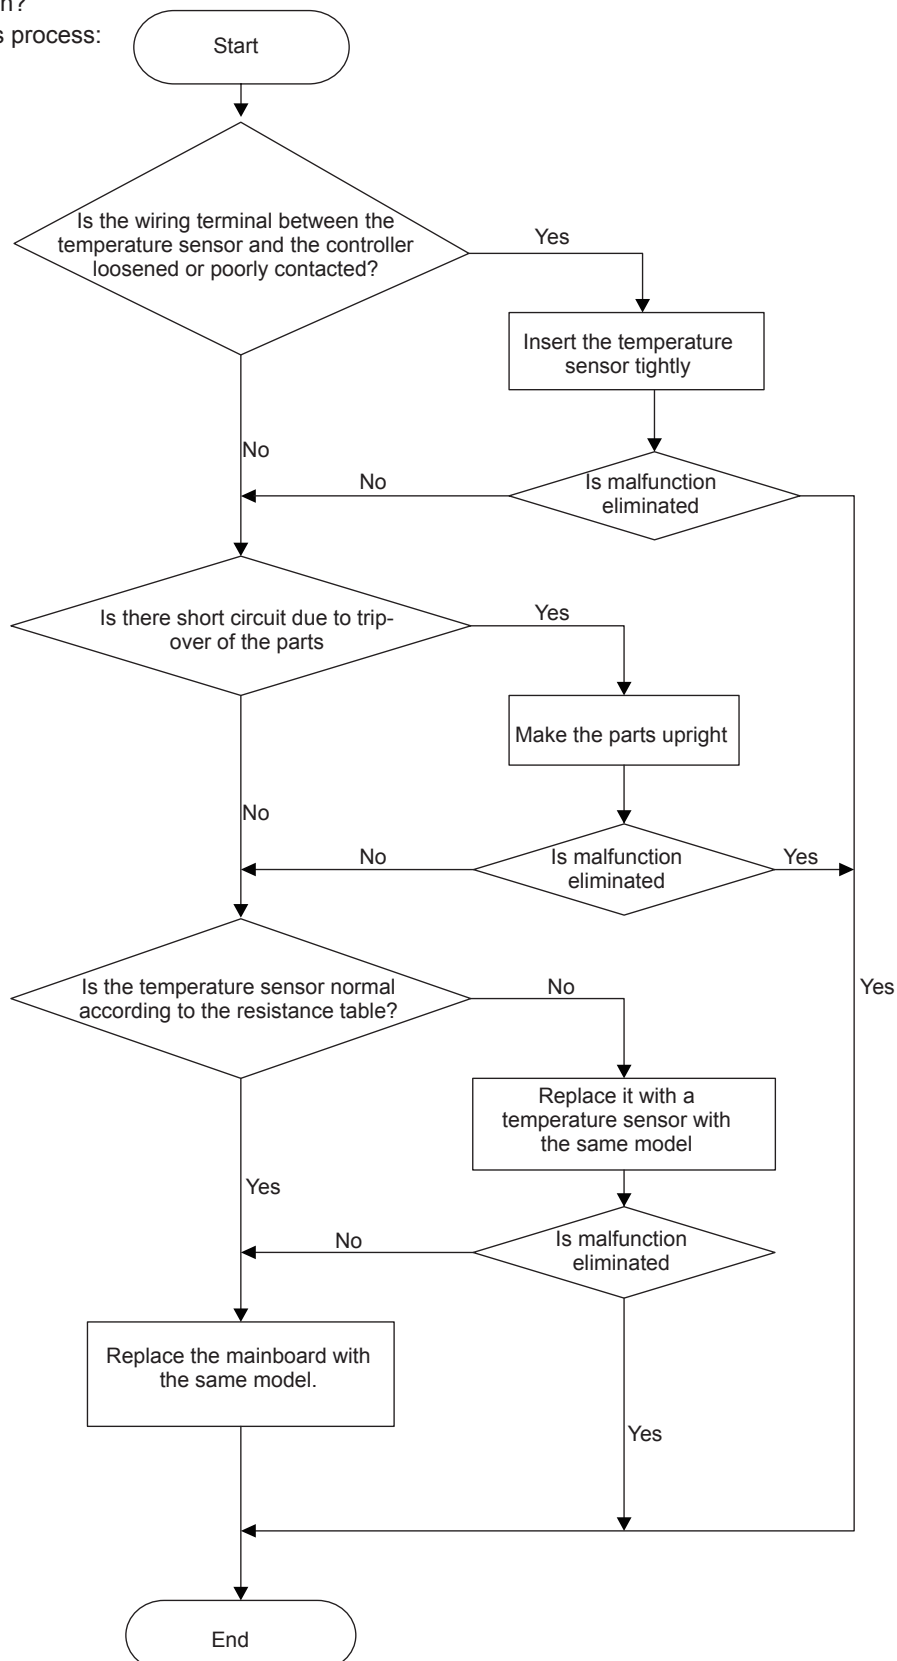 s process:
Start
Is the wiring terminal between the
temperature sensor and the controller
loosened or poorly contacted?
Yes
Insert the temperature
sensor tightly
No
No
Is malfunction
eliminated
Is there short circuit due to trip-
over of the parts
Yes
Make the parts upright
No
No
Is malfunction
eliminated
Yes
Is the temperature sensor normal
according to the resistance table?
No
Yes
Replace it with a
temperature sensor with
the same model
Yes
No
Is malfunction
eliminated
Replace the mainboard with
the same model.
Yes
End